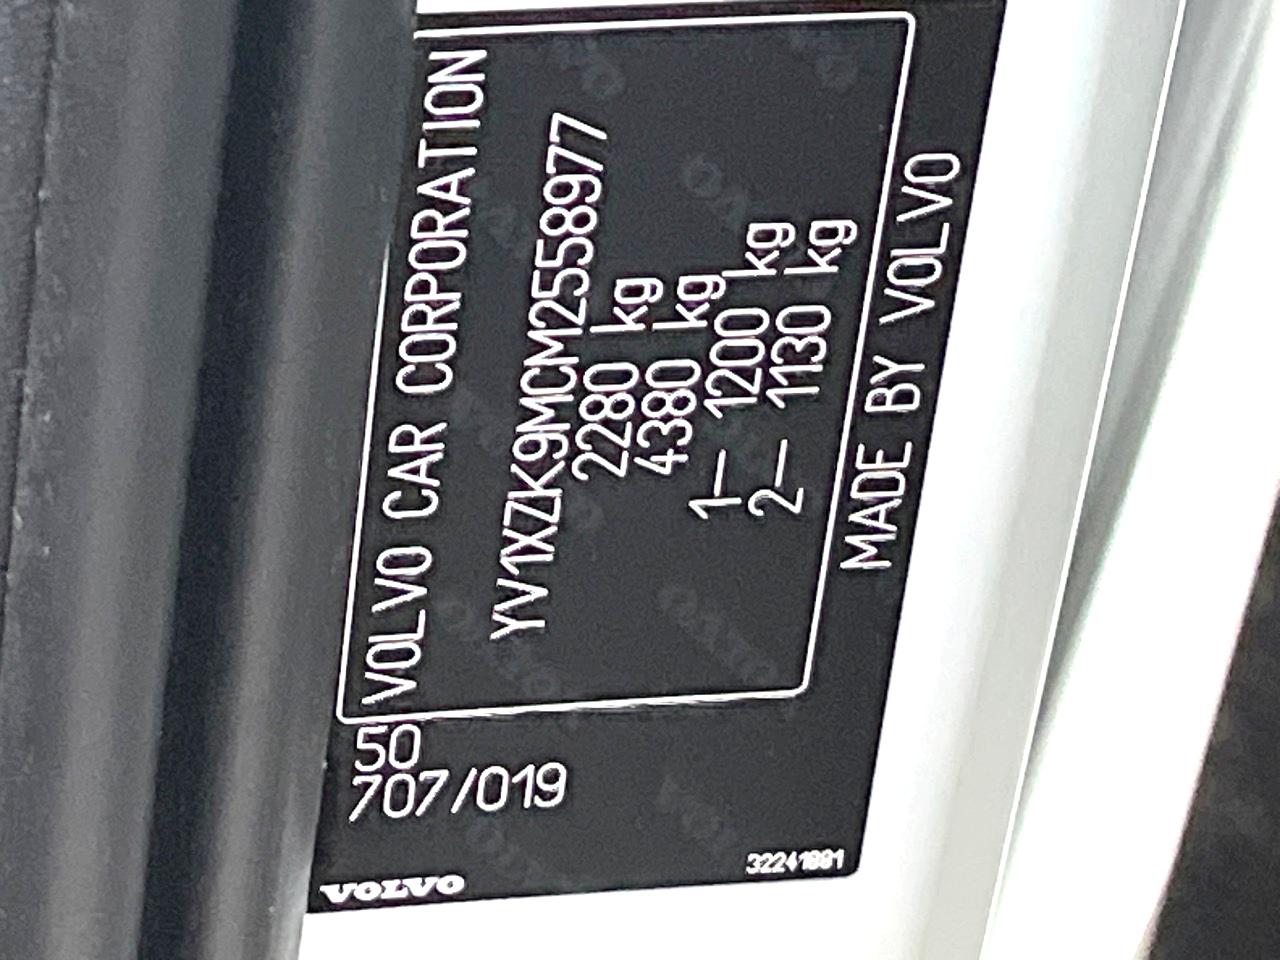 VOLVO CAR CORPORATION
YV1XZK9MCM2558977
2280 kg
4380 kg
1– 1200 kg
2– 1130 kg
MADE BY VOLVO
50
707/019
VOLVO